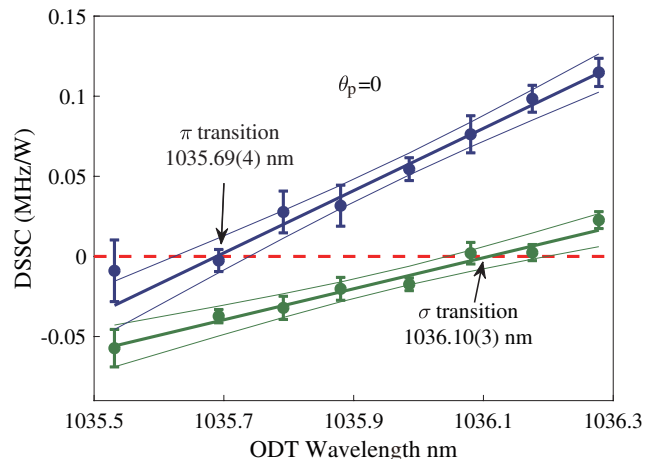 0.15
0.1
0.05
0
-0.05
DSSC (MHz/W)
θp=0
π transition
1035.69(4) nm
σ transition
1036.10(3) nm
1035.5
1035.7
1035.9
1036.1
1036.3
ODT Wavelength nm